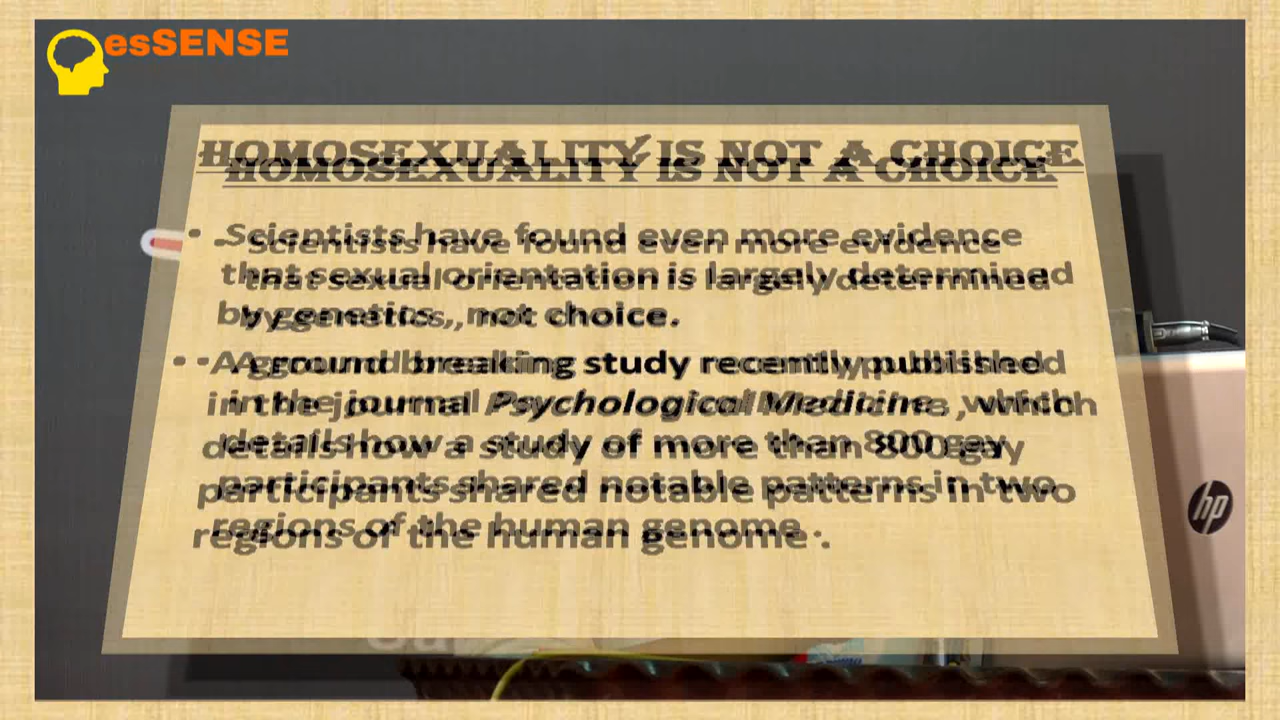 esSENSE
HOMOSEXUALITY IS NOT A CHOICE
• Scientists have found even more evidence
that sexual orientation is largely determined
by genetics, not choice.
• A ground breaking study recently published
in the journal Psychological Medicine, which
details how a study of more than 800 gay
participants shared notable patterns in two
regions of the human genome.
hp